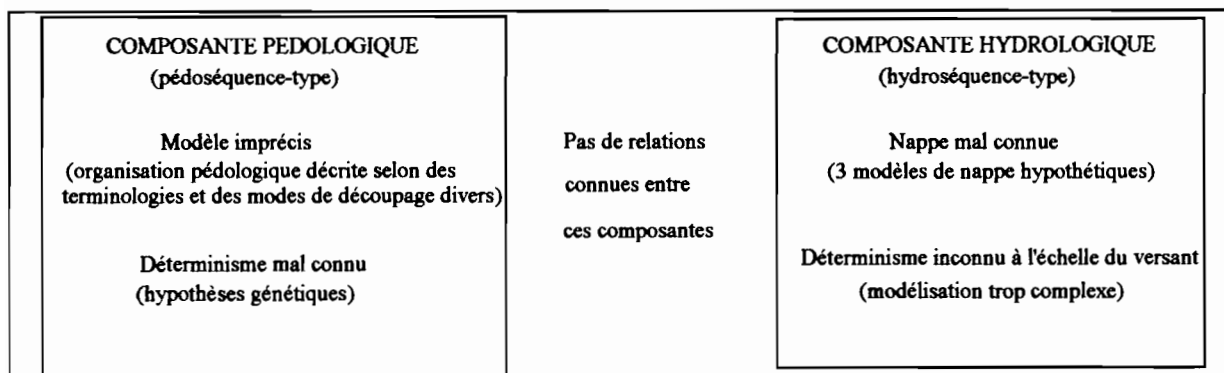 COMPOSANTE PEDOLOGIQUE
(pédoséquence-type)
Modèle imprécis
(organisation pédologique décrite selon des
terminologies et des modes de découpage divers)
Déterminisme mal connu
(hypothèses génétiques)
Pas de relations
connues entre
ces composantes
COMPOSANTE HYDROLOGIQUE
(hydroséquence-type)
Nappe mal connue
(3 modèles de nappe hypothétiques)
Déterminisme inconnu à l'échelle du versant
(modélisation trop complexe)